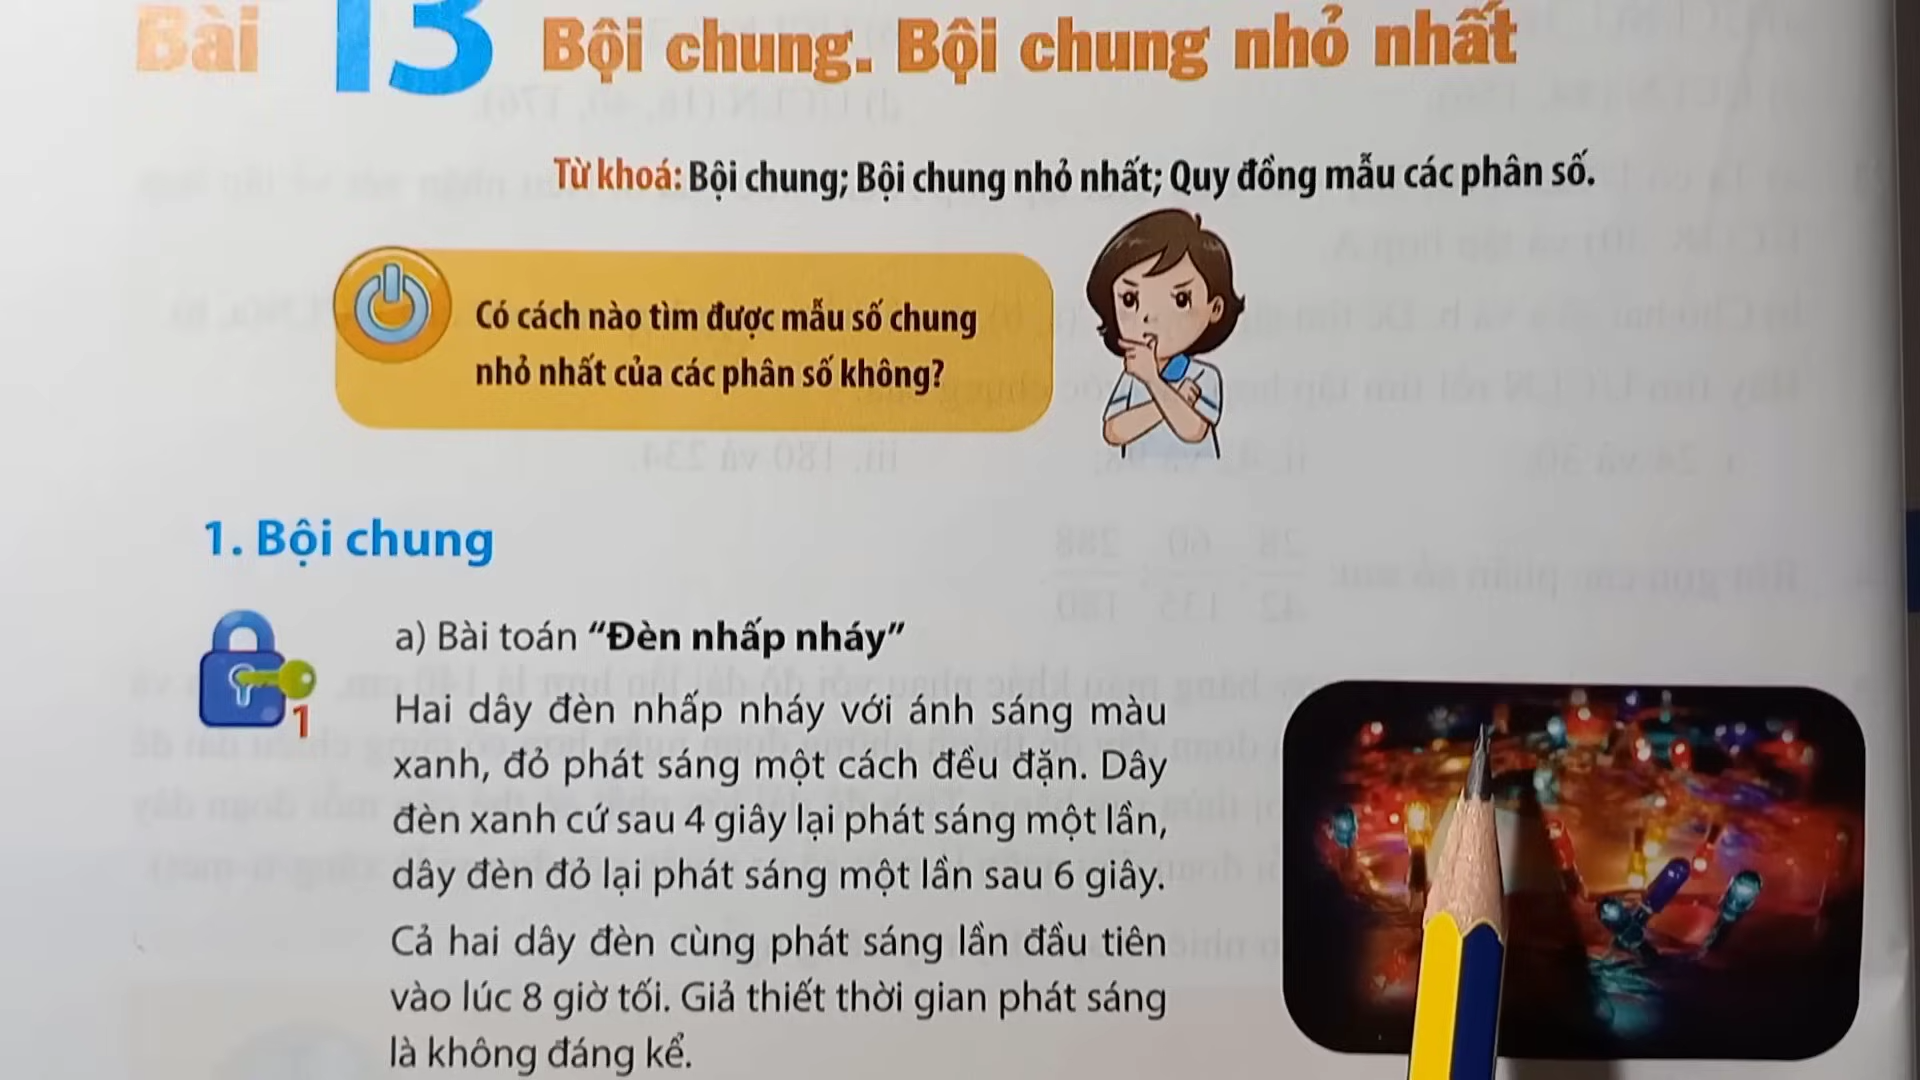 Bài 13 Bội chung. Bội chung nhỏ nhất
Từ khoá: Bội chung; Bội chung nhỏ nhất; Quy đồng mẫu các phân số.
Có cách nào tìm được mẫu số chung
nhỏ nhất của các phân số không?
1. Bội chung
1
a) Bài toán “Đèn nhấp nháy”
Hai dây đèn nhấp nháy với ánh sáng màu
xanh, đỏ phát sáng một cách đều đặn. Dây
đèn xanh cứ sau 4 giây lại phát sáng một lần,
dây đèn đỏ lại phát sáng một lần sau 6 giây.
Cả hai dây đèn cùng phát sáng lần đầu tiên
vào lúc 8 giờ tối. Giả thiết thời gian phát sáng
là không đáng kể.